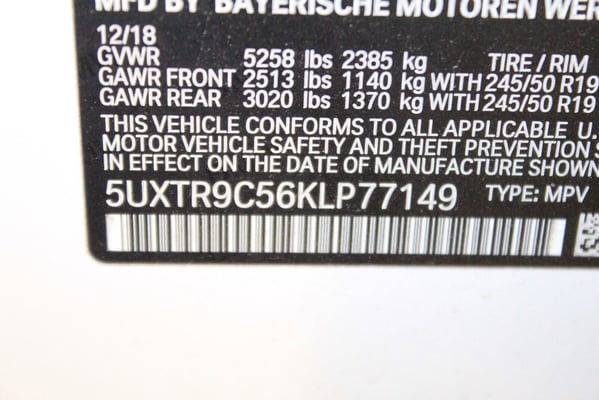 MFD BY BAYERISCHE MOTOREN WER
12/18
GVWR 5258 lbs 2385 kg TIRE / RIM
GAWR FRONT 2513 lbs 1140 kg WITH 245/50 R19
GAWR REAR 3020 lbs 1370 kg WITH 245/50 R19
THIS VEHICLE CONFORMS TO ALL APPLICABLE U.
MOTOR VEHICLE SAFETY AND THEFT PREVENTION
IN EFFECT ON THE DATE OF MANUFACTURE SHOWN
5UXTR9C56KLP77149 TYPE: MPV